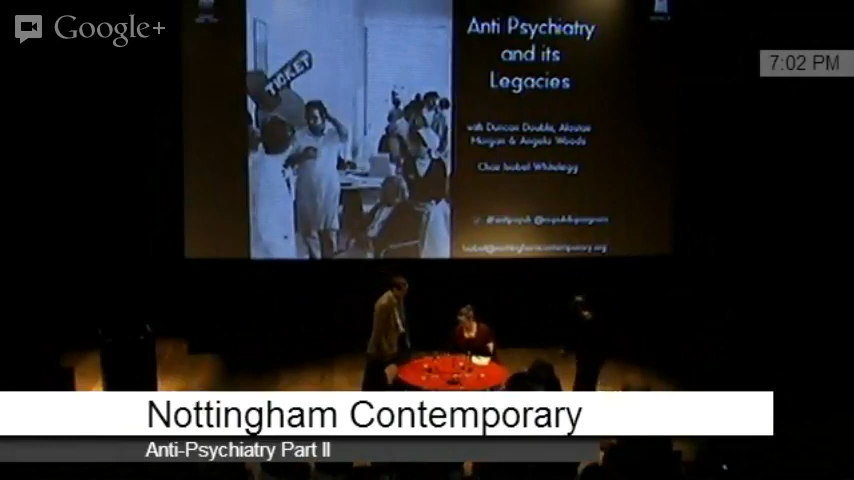 Google+
7:02 PM
TICKET
Anti Psychiatry
and its
Legacies
with Duncan Double, Alastair
Morgan & Angela Woods
Chair Isobel Whitelegg
Nottingham Contemporary
Anti-Psychiatry Part II